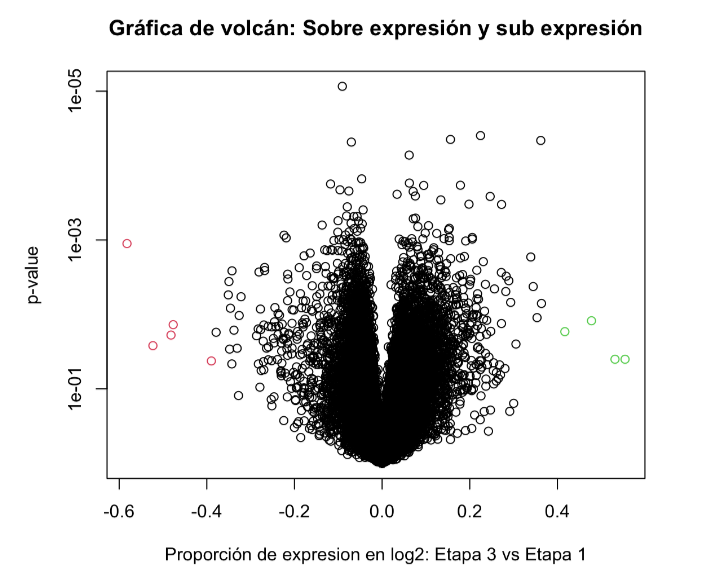 Gráfica de volcán: Sobre expresión y sub expresión
1e-05
1e-03
1e-01
p-value
-0.6 -0.4 -0.2 0.0 0.2 0.4
Proporción de expresion en log2: Etapa 3 vs Etapa 1